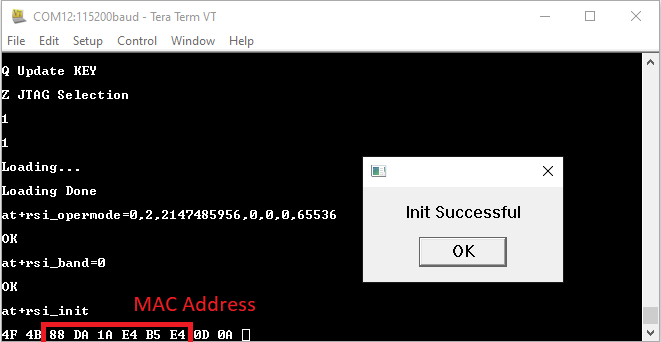 COM12:115200baud - Tera Term VT
File Edit Setup Control Window Help
Q Update KEY
Z JTAG Selection
1
1
Loading...
Loading Done
at+rsi_opermode=0,2,2147485956,0,0,0,65536
OK
at+rsi_band=0
OK
at+rsi_init
MAC Address
4F 4B 88 DA 1A E4 B5 E4 0D 0A
Init Successful
OK